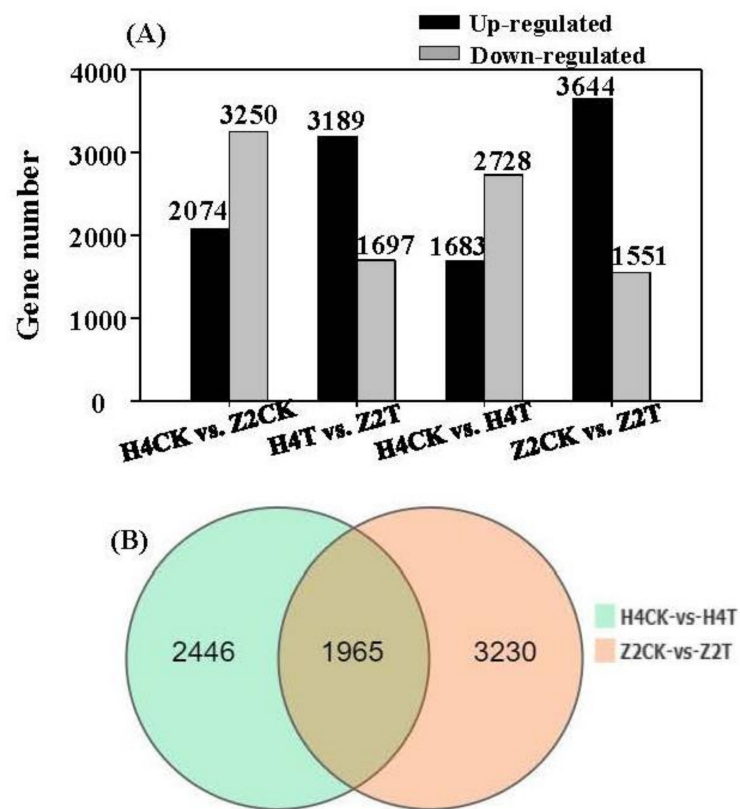 (A)
Up-regulated
Down-regulated
4000
3000
2000
1000
0
Gene number
2074
3250
3189
1697
1683
2728
3644
1551
H4CK vs. Z2CK
H4T vs. Z2T
H4CK vs. H4T
Z2CK vs. Z2T
(B)
2446
1965
3230
H4CK-vs-H4T
Z2CK-vs-Z2T